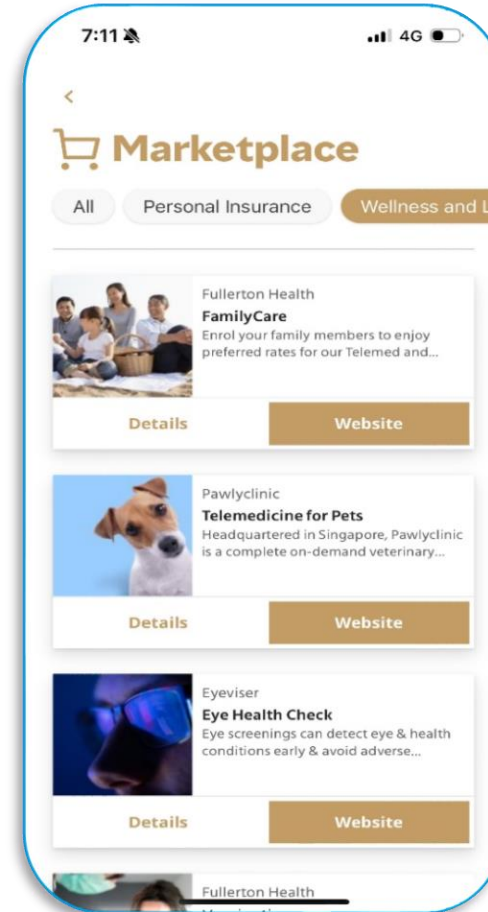 7:11
4G
Marketplace
All
Personal Insurance
Wellness and L
Fullerton Health
FamilyCare
Enrol your family members to enjoy
preferred rates for our Telemed and...
Details
Website
Pawlyclinic
Telemedicine for Pets
Headquartered in Singapore, Pawlyclinic
is a complete on-demand veterinary...
Details
Website
Eyeviser
Eye Health Check
Eye screenings can detect eye & health
conditions early & avoid adverse...
Details
Website
Fullerton Health